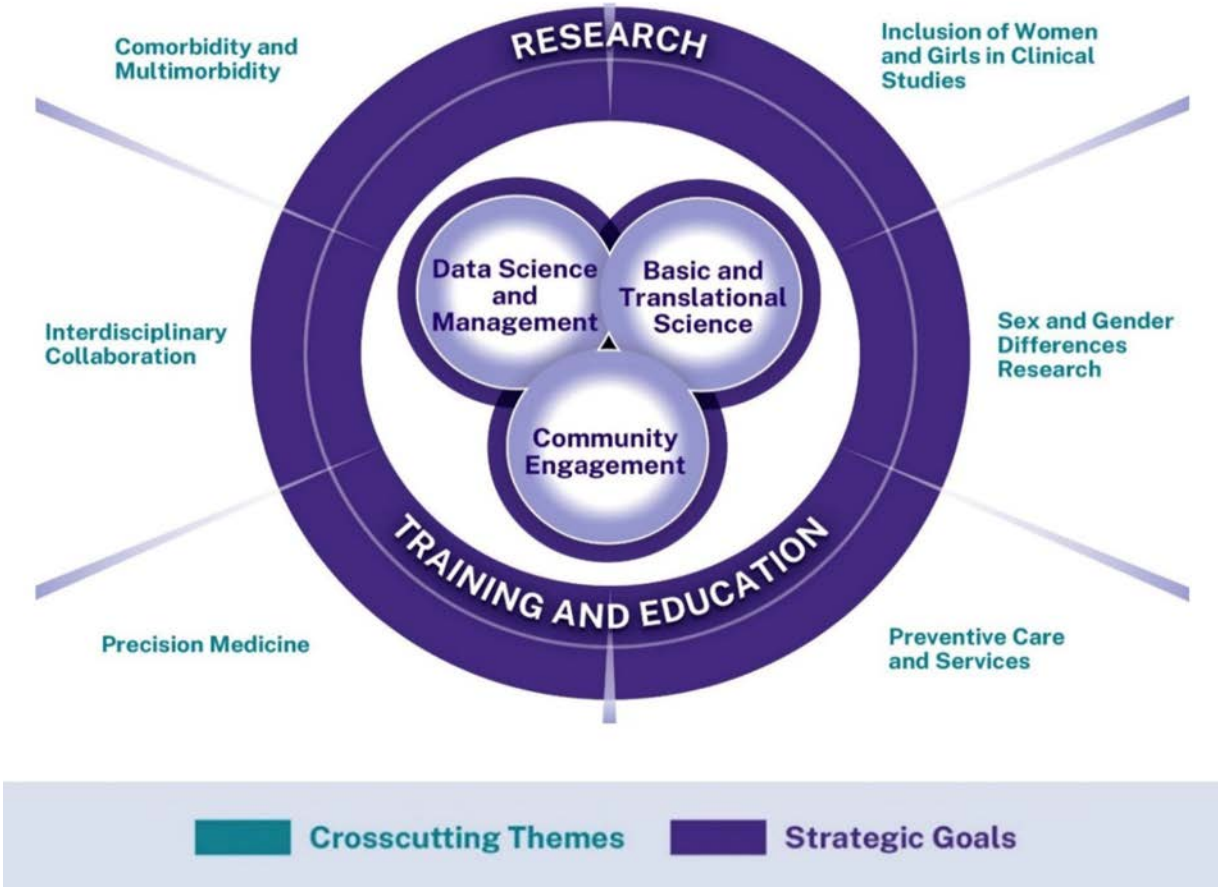 RESEARCH
Comorbidity and
Multimorbidity
Inclusion of Women
and Girls in Clinical
Studies
Data Science
and
Management
Basic and
Translational
Science
Interdisciplinary
Collaboration
Sex and Gender
Differences
Research
Community
Engagement
TRAINING AND EDUCATION
Precision Medicine
Preventive Care
and Services
Crosscutting Themes
Strategic Goals